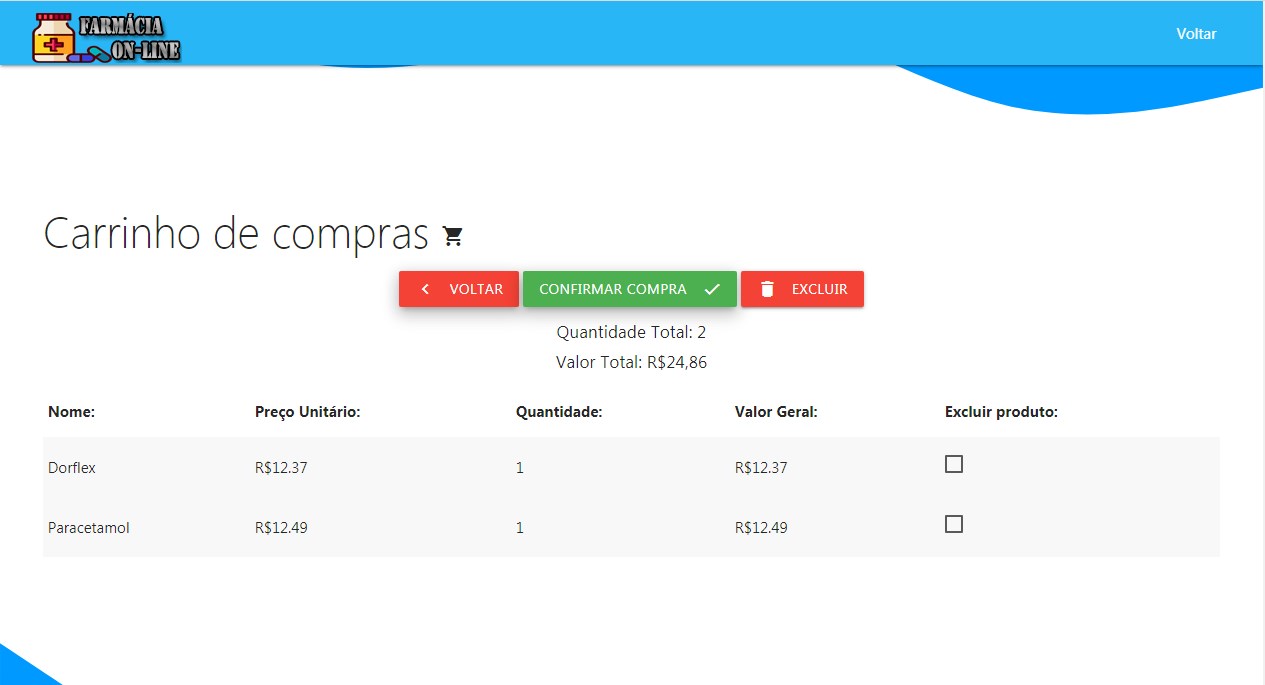 FARMÁCIA
ON-LINE
Voltar
Carrinho de compras
VOLTAR CONFIRMAR COMPRA EXCLUIR
Quantidade Total: 2
Valor Total: R$24,86
Nome: Preço Unitário: Quantidade: Valor Geral: Excluir produto:
Dorflex R$12.37 1 R$12.37
Paracetamol R$12.49 1 R$12.49